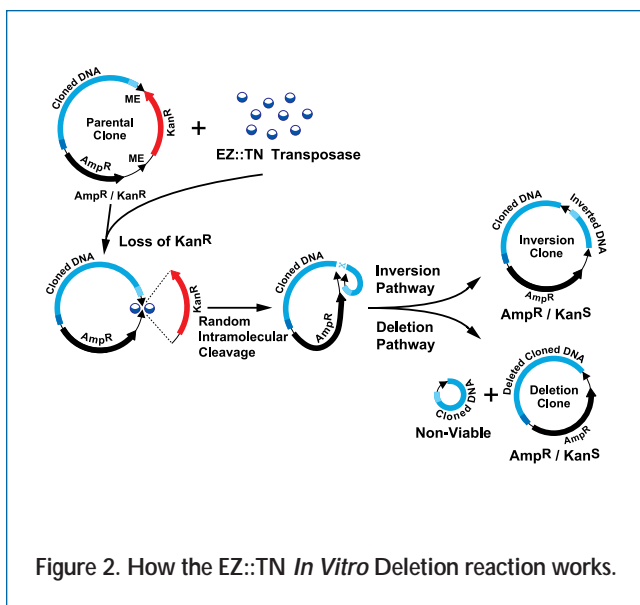 Cloned DNA
ME
KanR
Parental
Clone
AmpR
ME
AmpR / KanR
+
EZ::TN Transposase
Loss of KanR
Cloned DNA
AmpR
KanR
Random
Intramolecular
Cleavage
Cloned DNA
AmpR
Inversion
Pathway
Deletion
Pathway
Cloned DNA
Inverted DNA
Inversion
Clone
AmpR
AmpR / KanS
Cloned DNA
Non-Viable
+
Deleted Cloned DNA
Deletion
Clone
AmpR
AmpR / KanS
Figure 2. How the EZ::TN In Vitro Deletion reaction works.